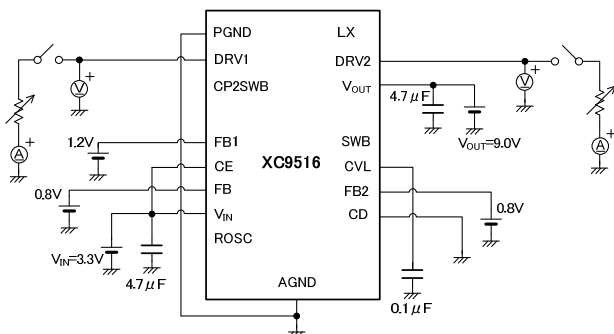 PGND
LX
DRV1
DRV2
CP2SWB
VOUT
4.7μF
VOUT=9.0V
1.2V
FB1
SWB
CE
XC9516
CVL
0.8V
FB
FB2
0.8V
VIN
CD
ROSC
VIN=3.3V
4.7μF
AGND
0.1μF
V
+
V
+
A
+
A
+